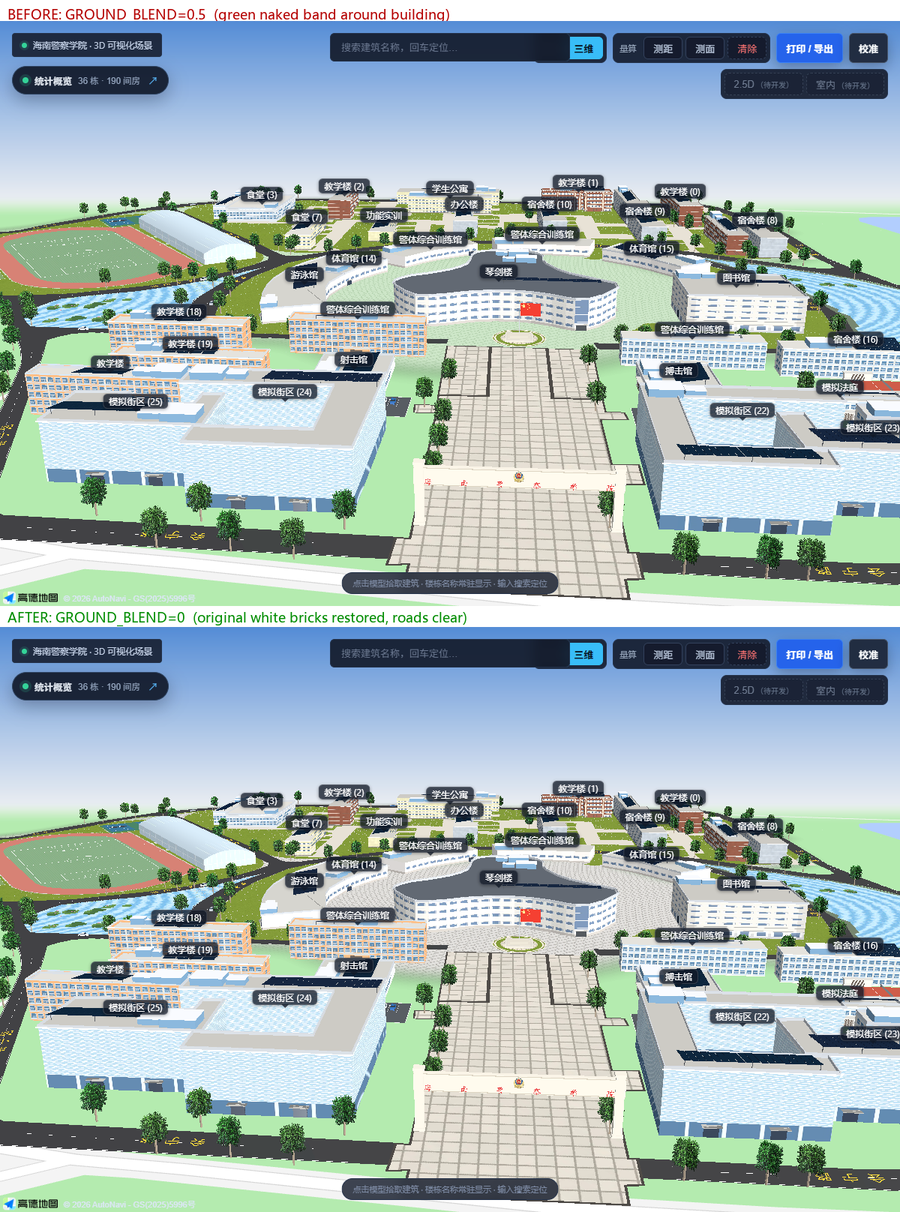 BEFORE: GROUND_BLEND=0.5 (green naked band around building)
海南警察学院 · 3D 可视化场景
搜索建筑名称，回车定位...
三维
量算 测距 测面 清除
打印 / 导出
校准
统计概览 36 栋 · 190 间房 ↗
2.5D （待开发） 室内 （待开发）
教学楼 (1)
教学楼 (2)
学生公寓
教学楼 (0)
食堂 (3)
办公楼
宿舍楼 (10)
宿舍楼 (9)
食堂 (7)
功能实训
宿舍楼 (8)
警体综合训练馆
警体综合训练馆
体育馆 (15)
体育馆 (14)
游泳馆
琴剑楼
图书馆
教学楼 (18)
警体综合训练馆
警体综合训练馆
教学楼 (19)
宿舍楼 (16)
教学楼
射击馆
搏击馆
模拟街区 (24)
模拟法庭
模拟街区 (25)
模拟街区 (22)
模拟街区 (23)
点击模型拾取建筑 · 楼栋名称常驻显示 · 输入搜索定位
高德地图 © 2026 AutoNavi - GS(2025)5996号
AFTER: GROUND_BLEND=0 (original white bricks restored, roads clear)
海南警察学院 · 3D 可视化场景
搜索建筑名称，回车定位...
三维
量算 测距 测面 清除
打印 / 导出
校准
统计概览 36 栋 · 190 间房 ↗
2.5D （待开发） 室内 （待开发）
教学楼 (1)
教学楼 (2)
学生公寓
教学楼 (0)
食堂 (3)
办公楼
宿舍楼 (10)
宿舍楼 (9)
食堂 (7)
功能实训
宿舍楼 (8)
警体综合训练馆
警体综合训练馆
体育馆 (15)
体育馆 (14)
游泳馆
琴剑楼
图书馆
教学楼 (18)
警体综合训练馆
警体综合训练馆
教学楼 (19)
宿舍楼 (16)
教学楼
射击馆
搏击馆
模拟街区 (24)
模拟法庭
模拟街区 (25)
模拟街区 (22)
模拟街区 (23)
点击模型拾取建筑 · 楼栋名称常驻显示 · 输入搜索定位
高德地图 © 2026 AutoNavi - GS(2025)5996号